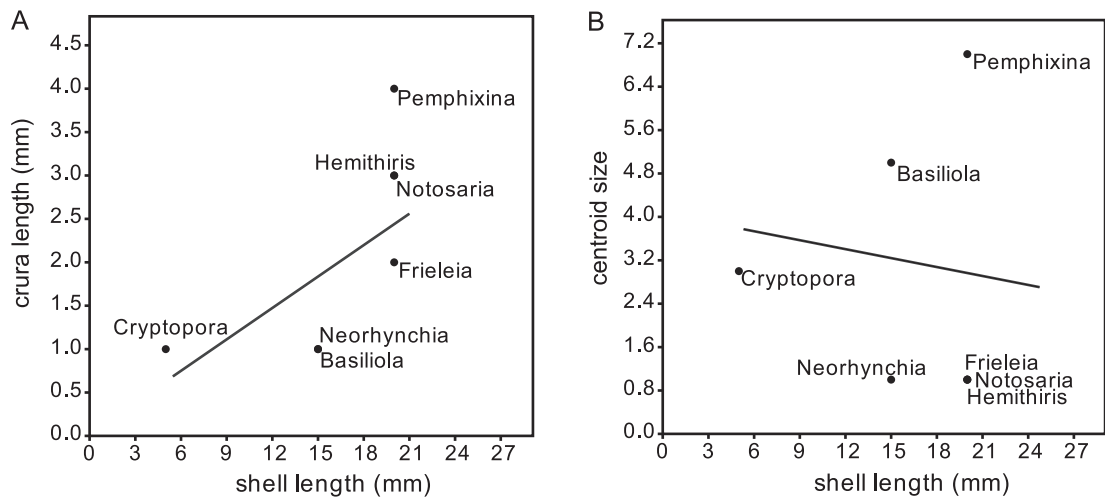 A
crura length (mm)
4.5
4.0
3.5
3.0
2.5
2.0
1.5
1.0
0.5
0.0
Pemphixina
Hemithiris
Notosaria
Frieleia
Cryptopora
Neorhynchia
Basiliola
0 3 6 9 12 15 18 21 24 27
shell length (mm)
B
centroid size
7.2
6.4
5.6
4.8
4.0
3.2
2.4
1.6
0.8
0.0
Pemphixina
Basiliola
Cryptopora
Neorhynchia
Frieleia
Notosaria
Hemithiris
0 3 6 9 12 15 18 21 24 27
shell length (mm)